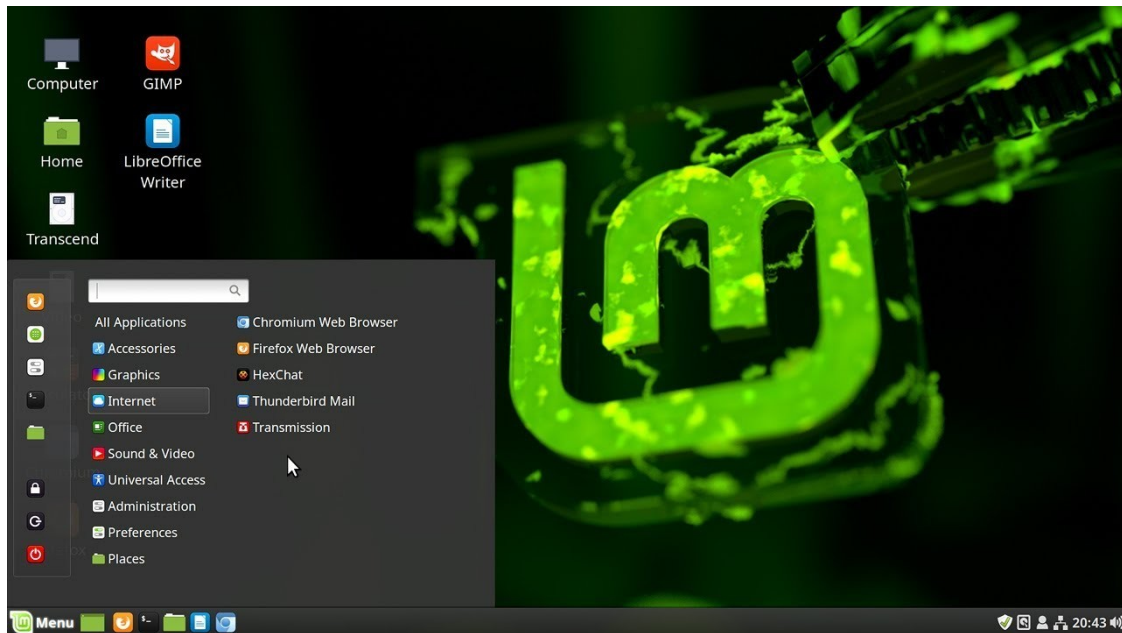 Computer
GIMP
Home
LibreOffice
Writer
Transcend
All Applications
Accessories
Graphics
Internet
Office
Sound & Video
Universal Access
Administration
Preferences
Places
Chromium Web Browser
Firefox Web Browser
HexChat
Thunderbird Mail
Transmission
Menu
20:43